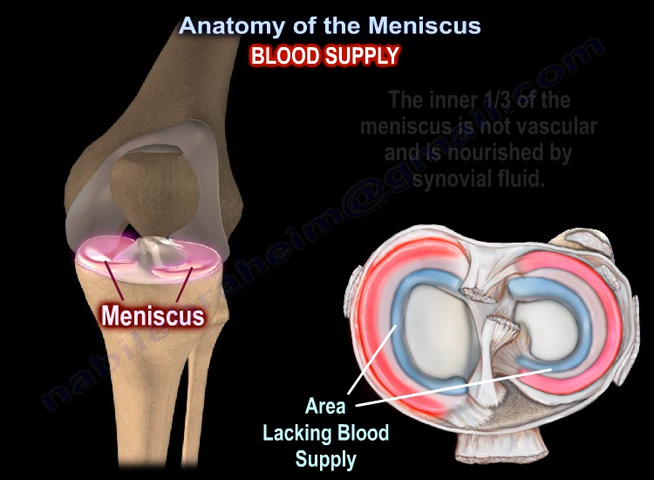 Anatomy of the Meniscus
BLOOD SUPPLY
The inner 1/3 of the
meniscus is not vascular
and is nourished by
synovial fluid.
Meniscus
Area
Lacking Blood
Supply